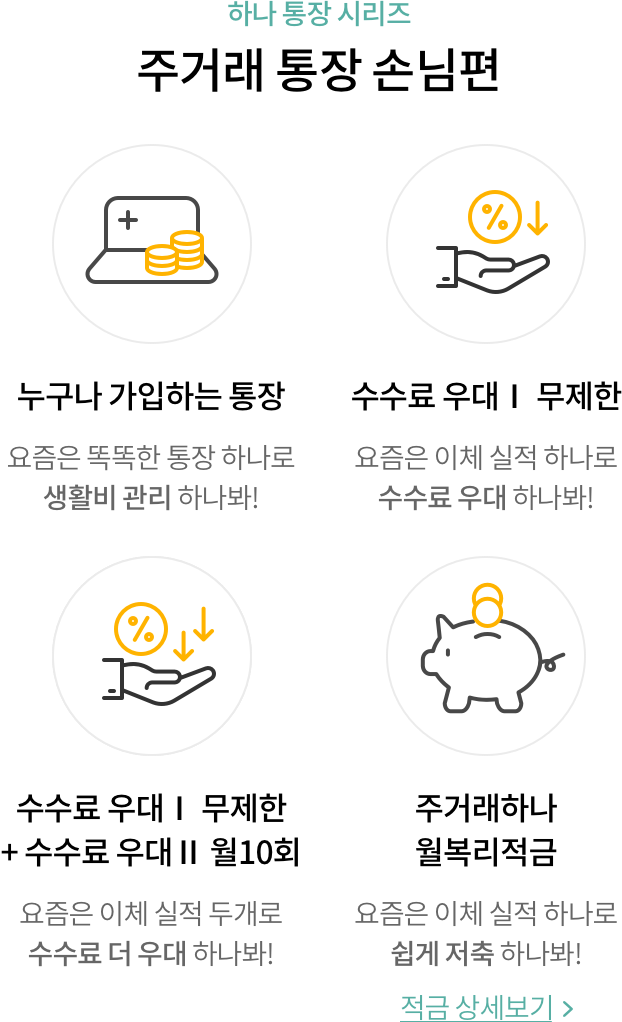 하나 통장 시리즈
주거래 통장 손님편
누구나 가입하는 통장
요즘은 똑똑한 통장 하나로
생활비 관리 하나봐!
수수료 우대Ⅰ 무제한
요즘은 이체 실적 하나로
수수료 우대 하나봐!
수수료 우대Ⅰ 무제한
+ 수수료 우대Ⅱ 월10회
요즘은 이체 실적 두개로
수수료 더 우대 하나봐!
주거래하나
월복리적금
요즘은 이체 실적 하나로
쉽게 저축 하나봐!
적금 상세보기 >